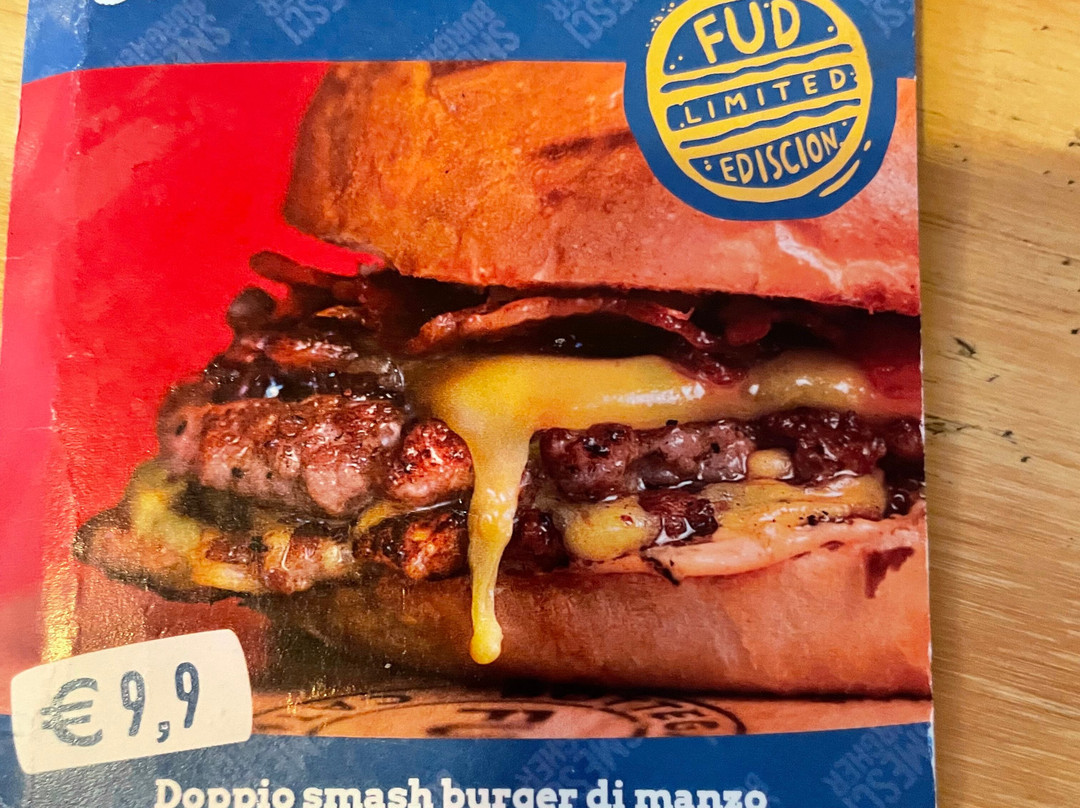 FUD
LIMITED
EDISCION
€ 9,9
Doppio smash burger di manzo